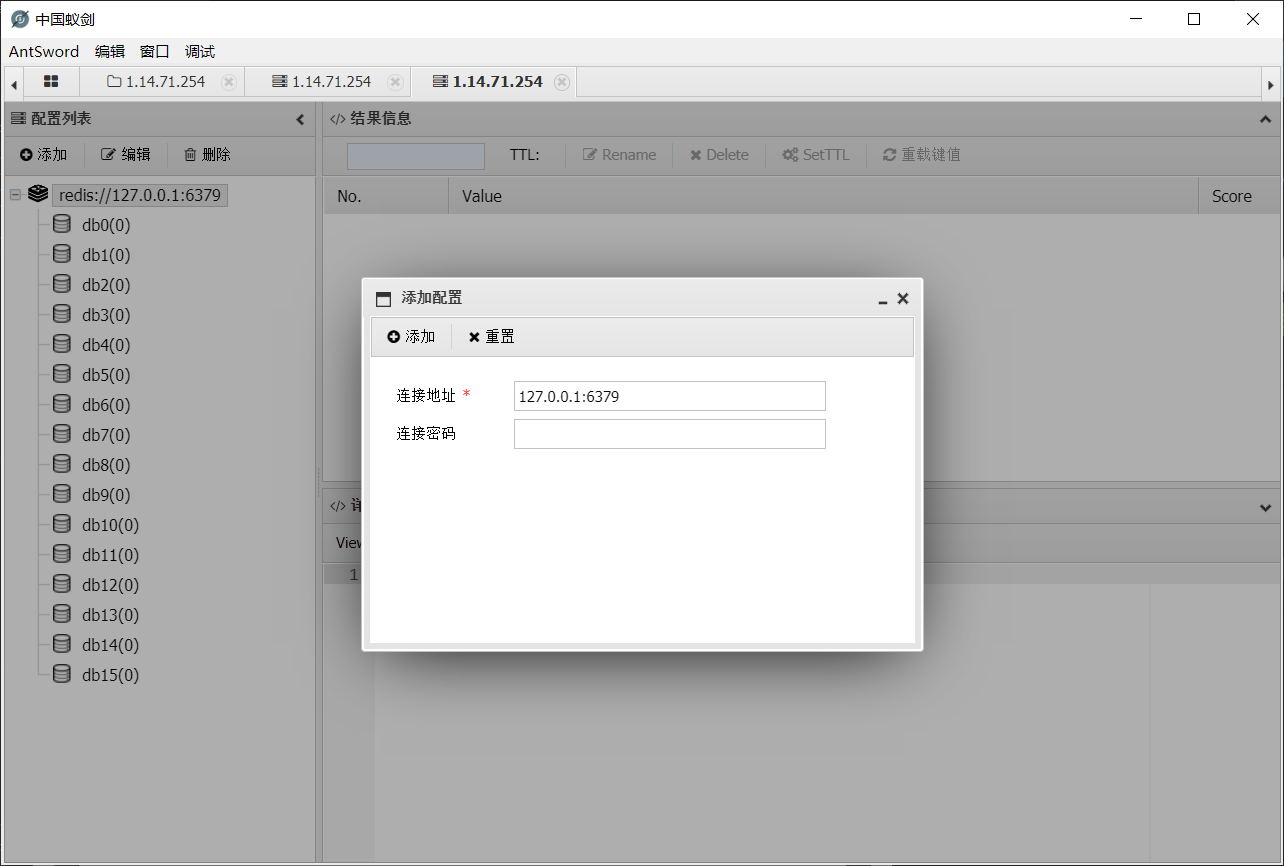 中国蚁剑
AntSword 编辑 窗口 调试
1.14.71.254 1.14.71.254 1.14.71.254
配置列表
添加 编辑 删除
redis://127.0.0.1:6379
db0(0)
db1(0)
db2(0)
db3(0)
db4(0)
db5(0)
db6(0)
db7(0)
db8(0)
db9(0)
db10(0)
db11(0)
db12(0)
db13(0)
db14(0)
db15(0)
</> 结果信息
TTL: Rename Delete SetTTL 重载键值
No. Value Score
添加配置
添加 重置
连接地址 * 127.0.0.1:6379
连接密码
</>
1